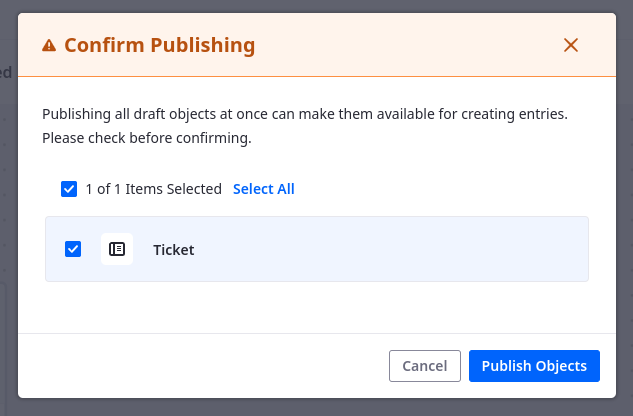 ed
Confirm Publishing
Publishing all draft objects at once can make them available for creating entries.
Please check before confirming.
1 of 1 Items Selected Select All
Ticket
Cancel Publish Objects